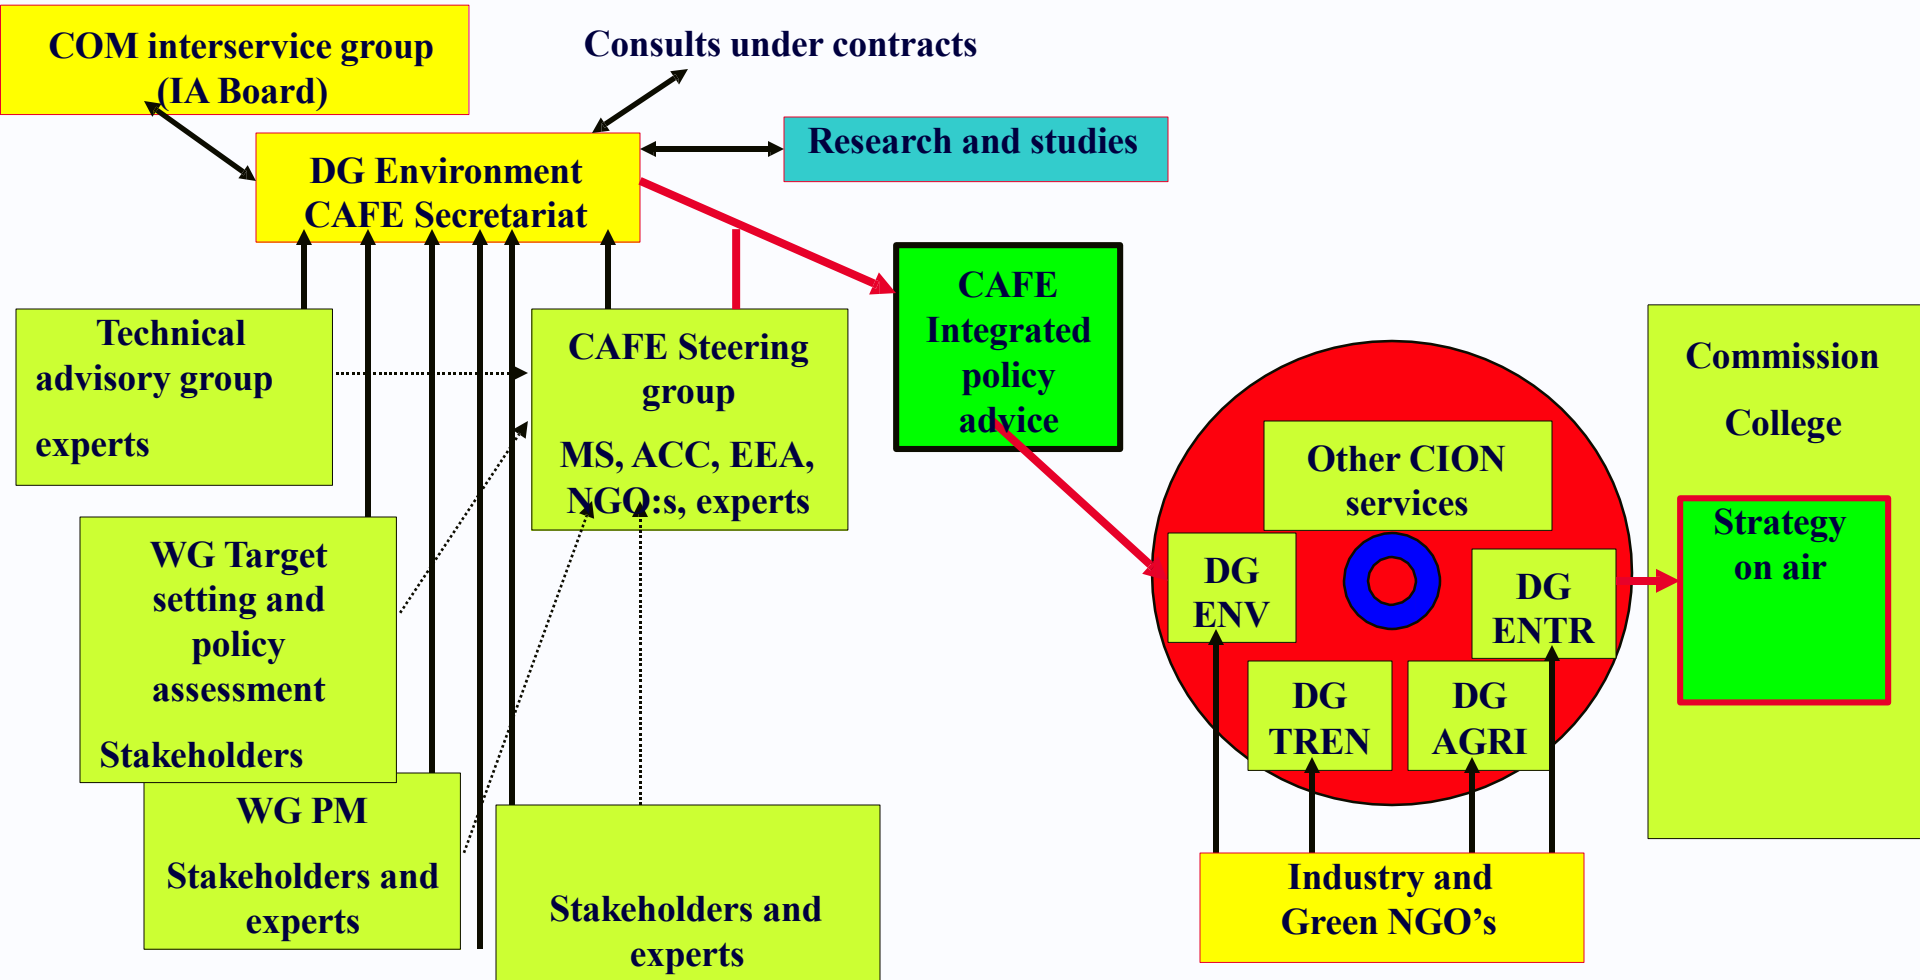 COM interservice group
(IA Board)
Consults under contracts
DG Environment
CAFE Secretariat
Research and studies
Technical
advisory group
experts
CAFE Steering
group
MS, ACC, EEA,
NGO:s, experts
CAFE
Integrated
policy
advice
WG Target
setting and
policy
assessment
Stakeholders
WG PM
Stakeholders and
experts
Stakeholders and
experts
Other CION
services
DG
ENV
DG
ENTR
DG
TREN
DG
AGRI
Industry and
Green NGO’s
Commission
College
Strategy
on air